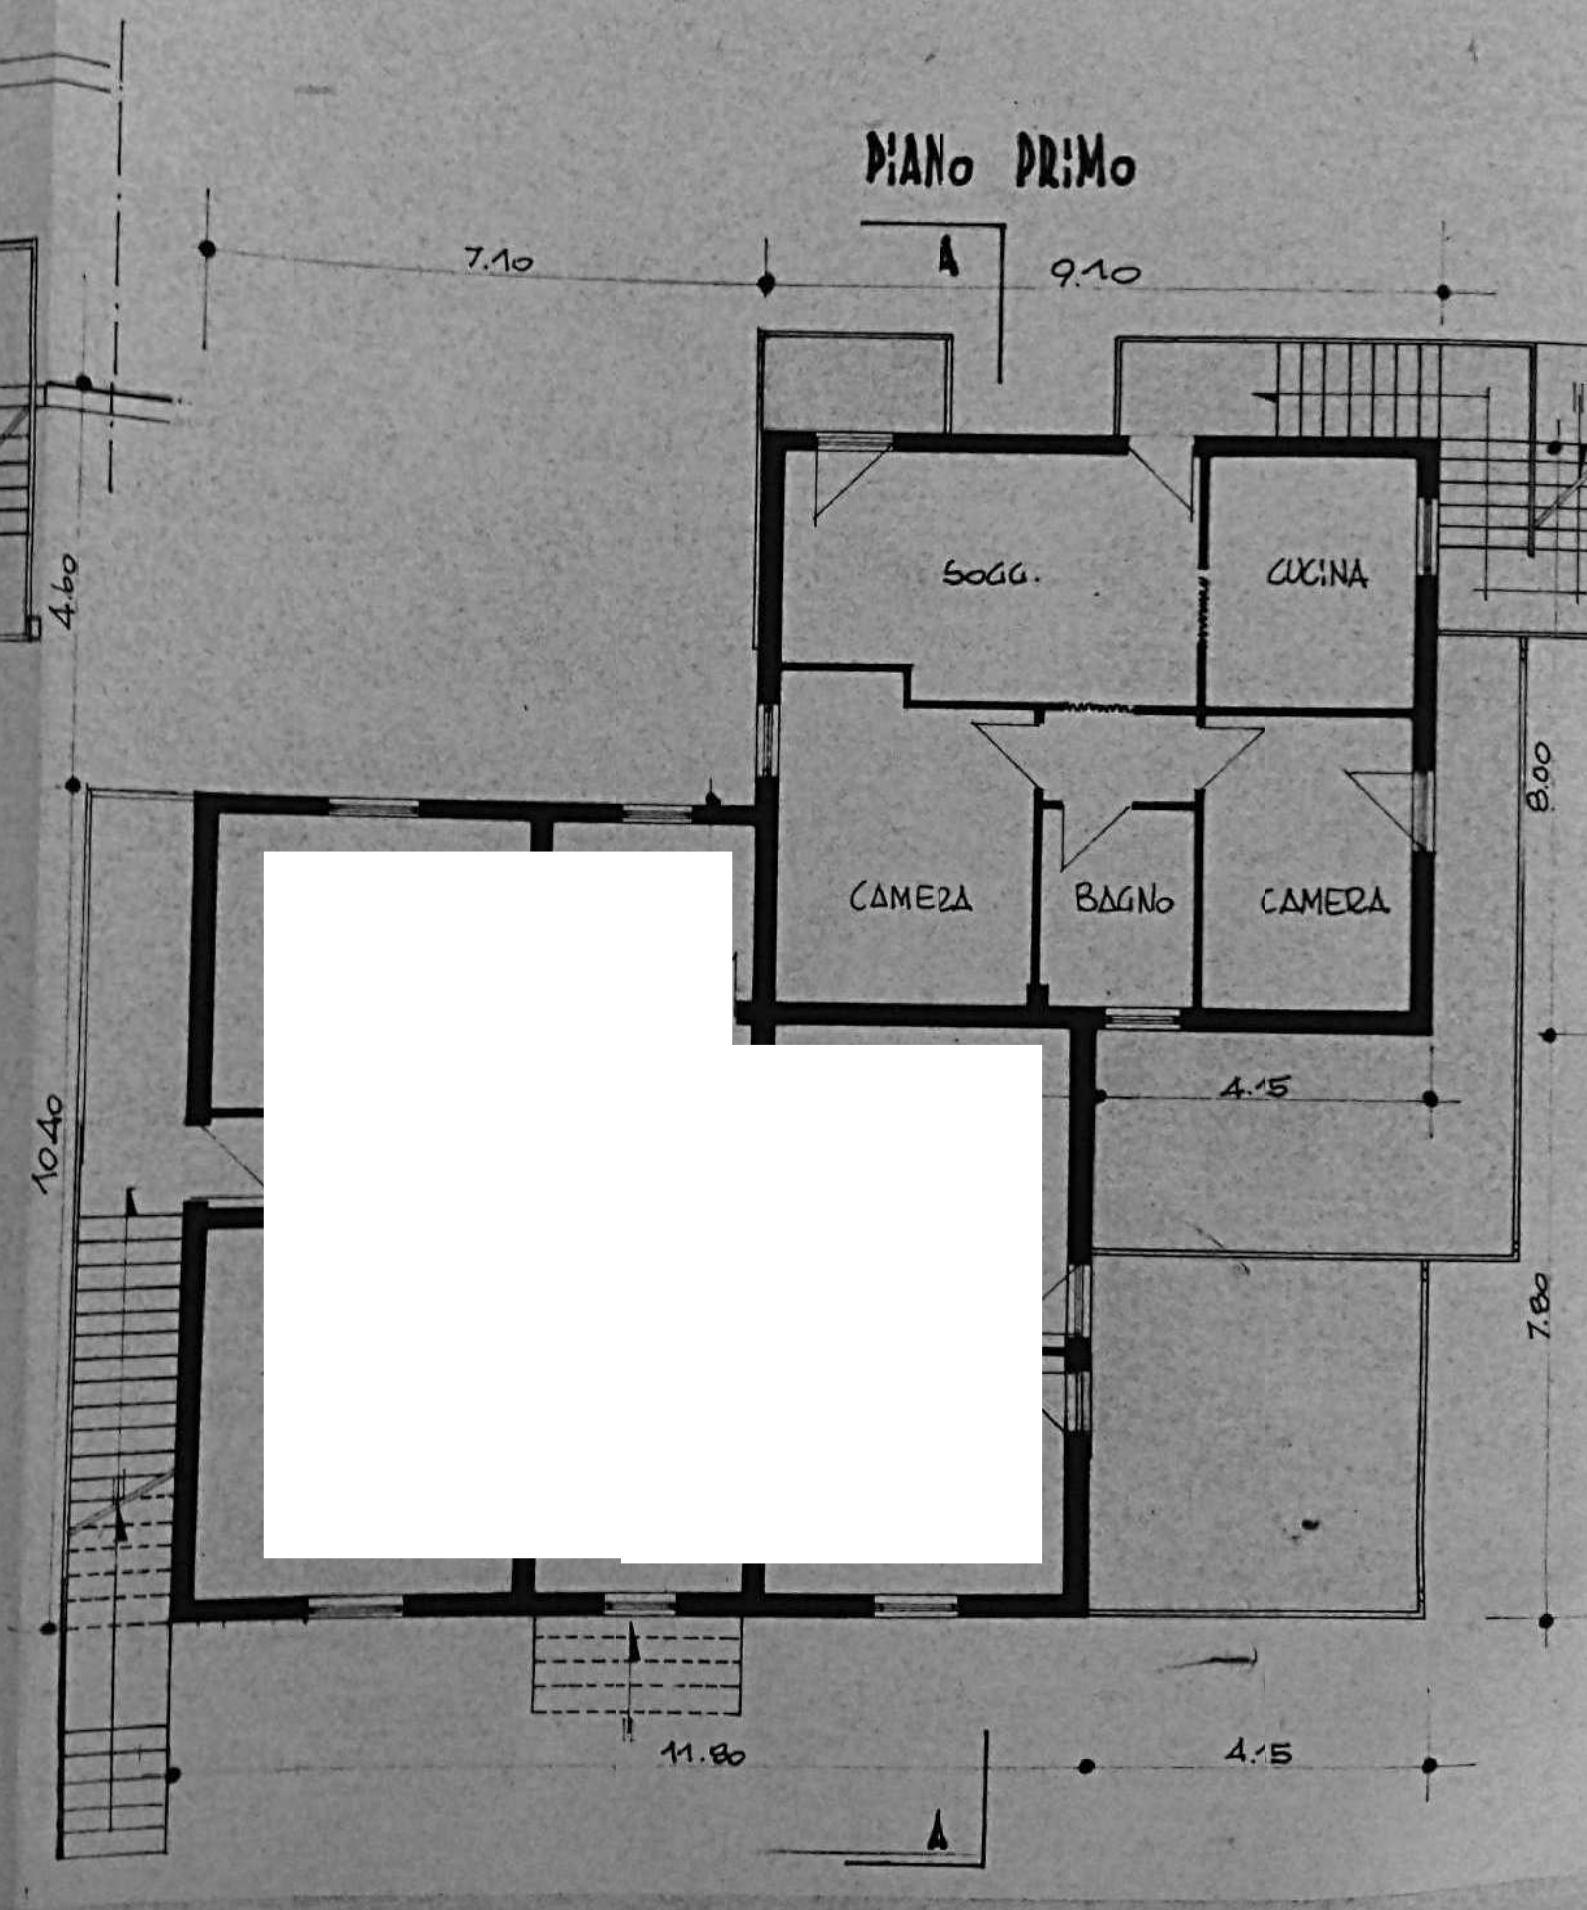 PiANo PRiMo
A
7.10
9.10
SOGG.
CUCiNA
4.60
8.00
CAMERA
BAGNo
CAMERA
4.15
10.40
7.80
11.80
4.15
A